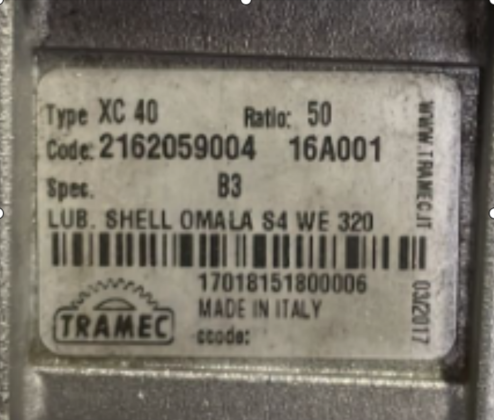 Type XC 40 Ratio: 50
Code: 2162059004 16A001
Spec. B3
LUB. SHELL OMALA S4 WE 320
17018151800006
MADE IN ITALY
ccode:
TRAMEC
WWW.TRAMEC.IT
03/2017